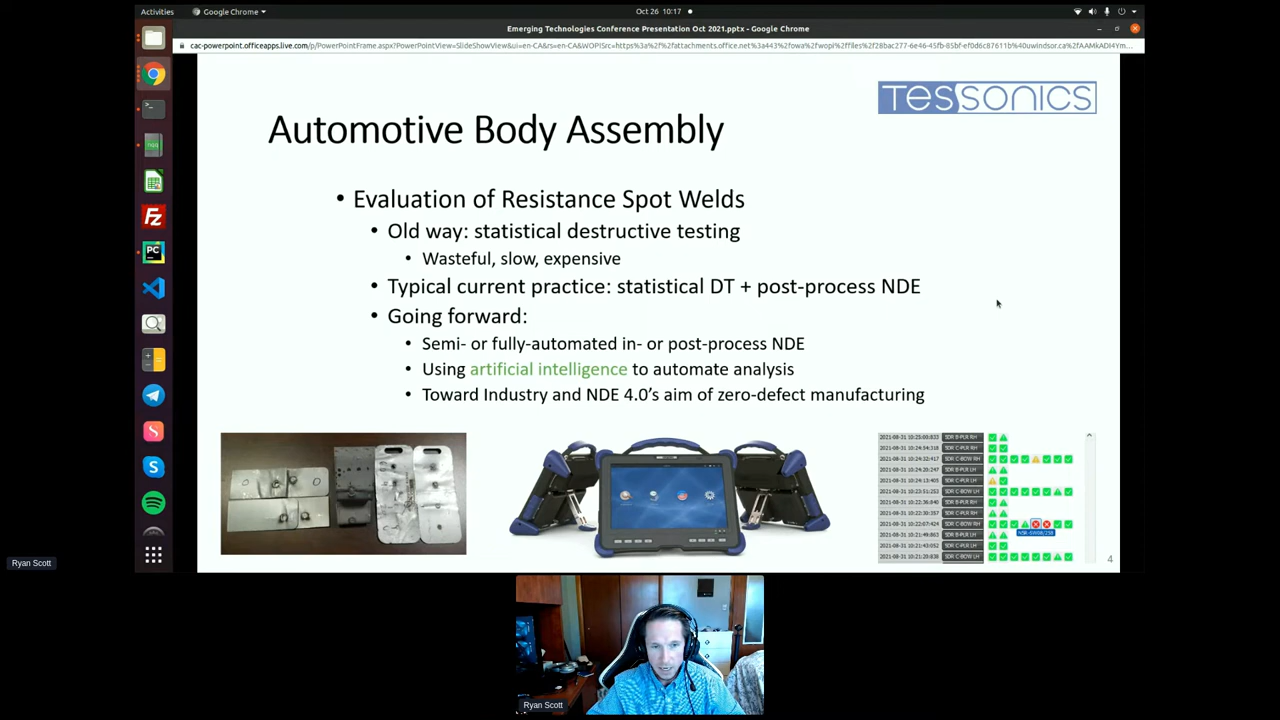 Activities
Google Chrome
Oct 26 10:17
Emerging Technologies Conference Presentation Oct 2021.pptx - Google Chrome
TESSONICS
Automotive Body Assembly
• Evaluation of Resistance Spot Welds
• Old way: statistical destructive testing
• Wasteful, slow, expensive
• Typical current practice: statistical DT + post-process NDE
• Going forward:
• Semi- or fully-automated in- or post-process NDE
• Using artificial intelligence to automate analysis
• Toward Industry and NDE 4.0's aim of zero-defect manufacturing
4
Ryan Scott
Ryan Scott